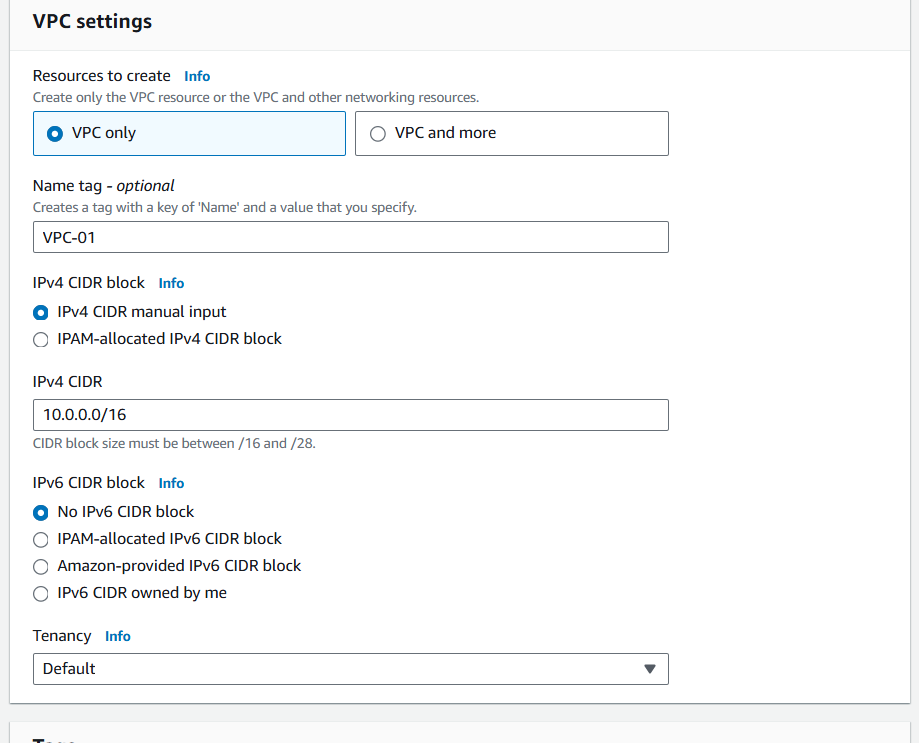 VPC settings
Resources to create Info
Create only the VPC resource or the VPC and other networking resources.
VPC only VPC and more
Name tag - optional
Creates a tag with a key of 'Name' and a value that you specify.
VPC-01
IPv4 CIDR block Info
IPv4 CIDR manual input
IPAM-allocated IPv4 CIDR block
IPv4 CIDR
10.0.0.0/16
CIDR block size must be between /16 and /28.
IPv6 CIDR block Info
No IPv6 CIDR block
IPAM-allocated IPv6 CIDR block
Amazon-provided IPv6 CIDR block
IPv6 CIDR owned by me
Tenancy Info
Default